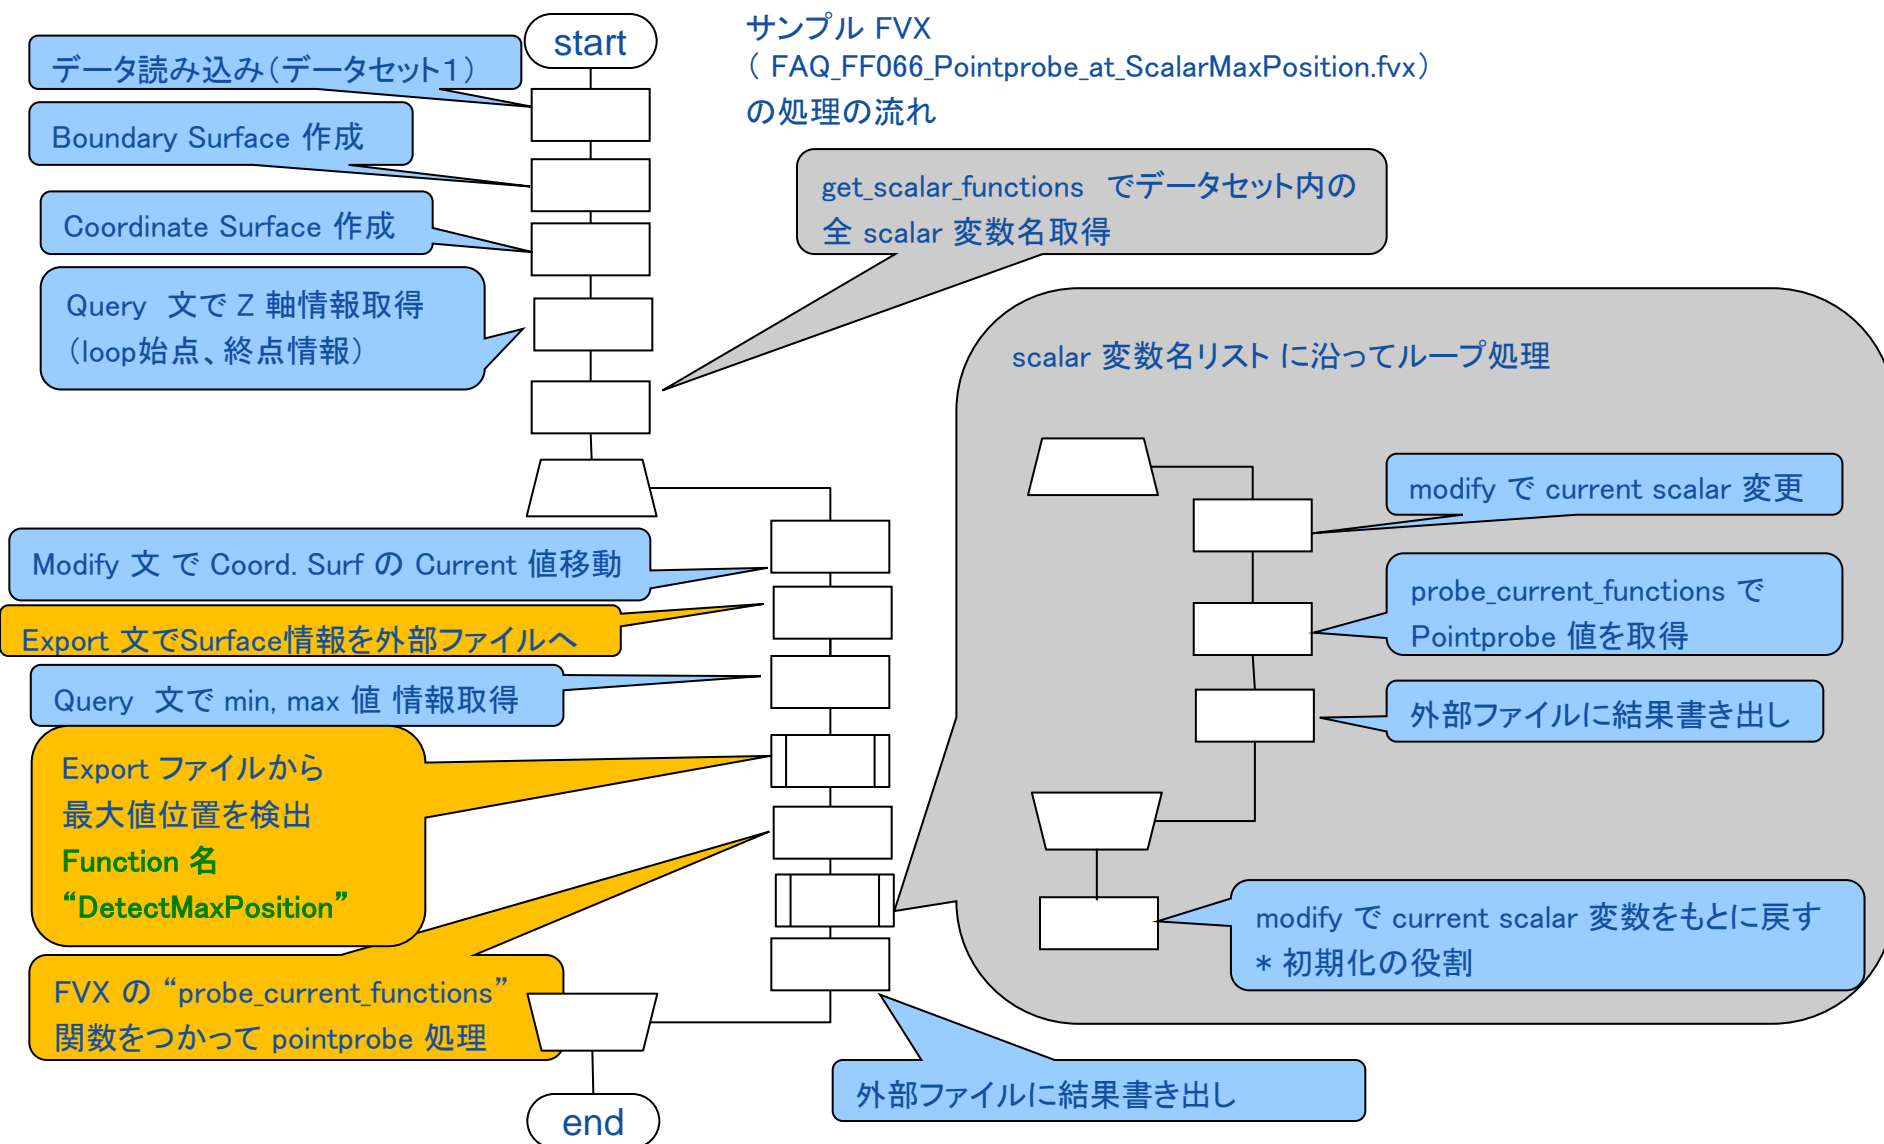 start
サンプル FVX
（ FAQ_FF066_Pointprobe_at_ScalarMaxPosition.fvx）
の処理の流れ
データ読み込み（データセット１）
Boundary Surface 作成
Coordinate Surface 作成
Query 文で Z 軸情報取得
（loop始点、終点情報）
get_scalar_functions でデータセット内の
全 scalar 変数名取得
Modify 文 で Coord. Surf の Current 値移動
Export 文でSurface情報を外部ファイルへ
Query 文で min, max 値 情報取得
Export ファイルから
最大値位置を検出
Function 名
“DetectMaxPosition”
FVX の “probe_current_functions”
関数をつかって pointprobe 処理
scalar 変数名リスト に沿ってループ処理
modify で current scalar 変更
probe_current_functions で
Pointprobe 値を取得
外部ファイルに結果書き出し
modify で current scalar 変数をもとに戻す
* 初期化の役割
外部ファイルに結果書き出し
end